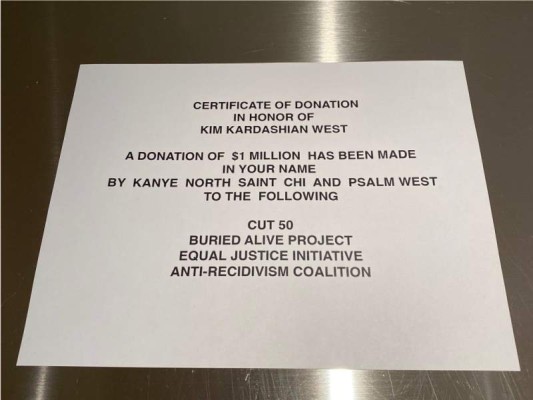 CERTIFICATE OF DONATION
IN HONOR OF
KIM KARDASHIAN WEST
A DONATION OF $1 MILLION HAS BEEN MADE
IN YOUR NAME
BY KANYE NORTH SAINT CHI AND PSALM WEST
TO THE FOLLOWING
CUT 50
BURIED ALIVE PROJECT
EQUAL JUSTICE INITIATIVE
ANTI-RECIDIVISM COALITION